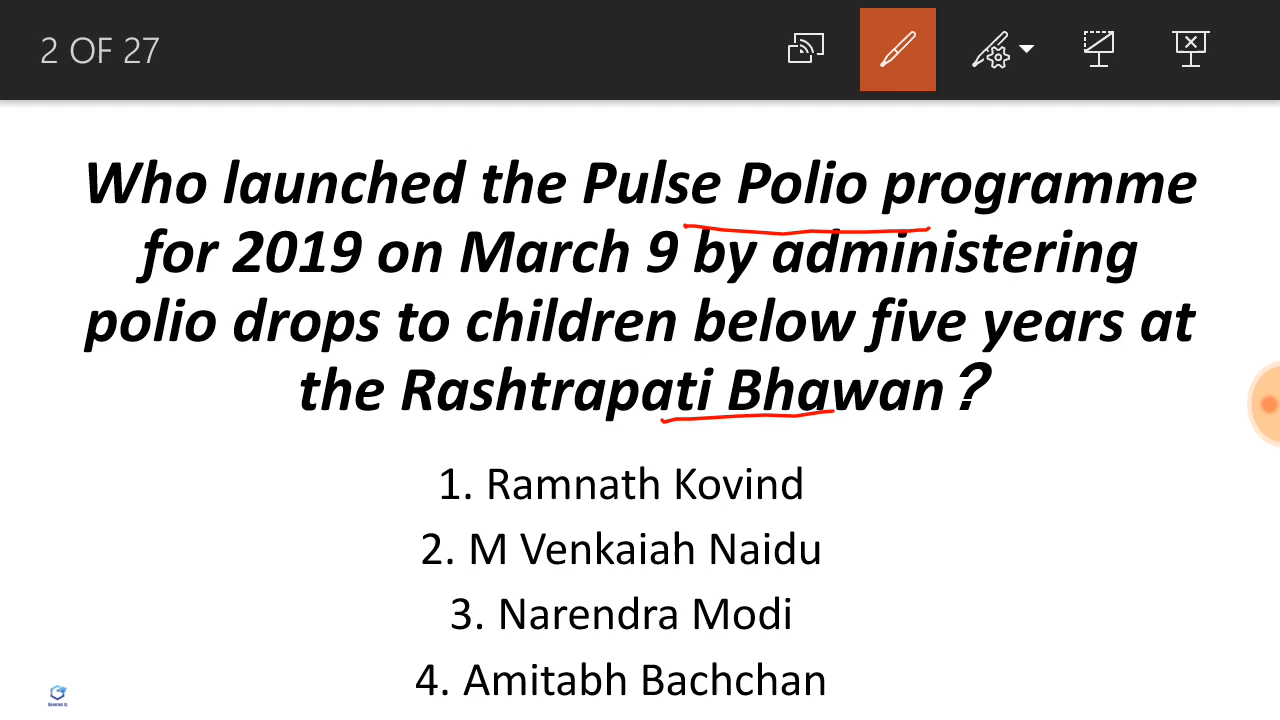 2 OF 27
Who launched the Pulse Polio programme
for 2019 on March 9 by administering
polio drops to children below five years at
the Rashtrapati Bhawan?
1. Ramnath Kovind
2. M Venkaiah Naidu
3. Narendra Modi
4. Amitabh Bachchan